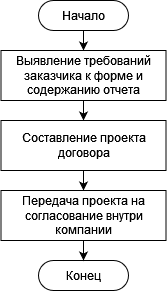 Начало
Выявление требований
заказчика к форме и
содержанию отчета
Составление проекта
договора
Передача проекта на
согласование внутри
компании
Конец